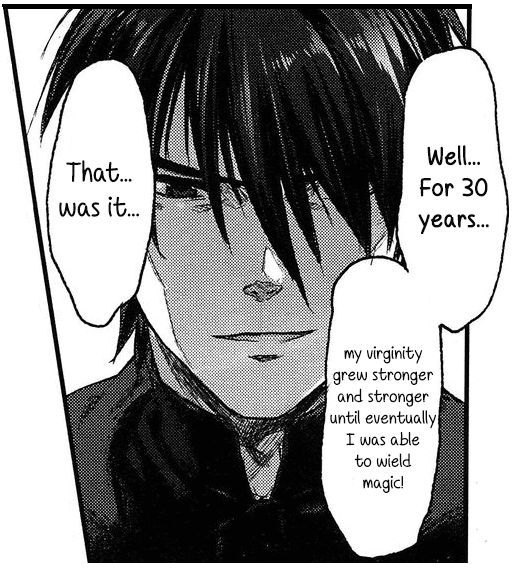 Well...
For 30
years...
my virginity
grew stronger
and stronger
until eventually
I was able
to wield
magic!
That...
was it...